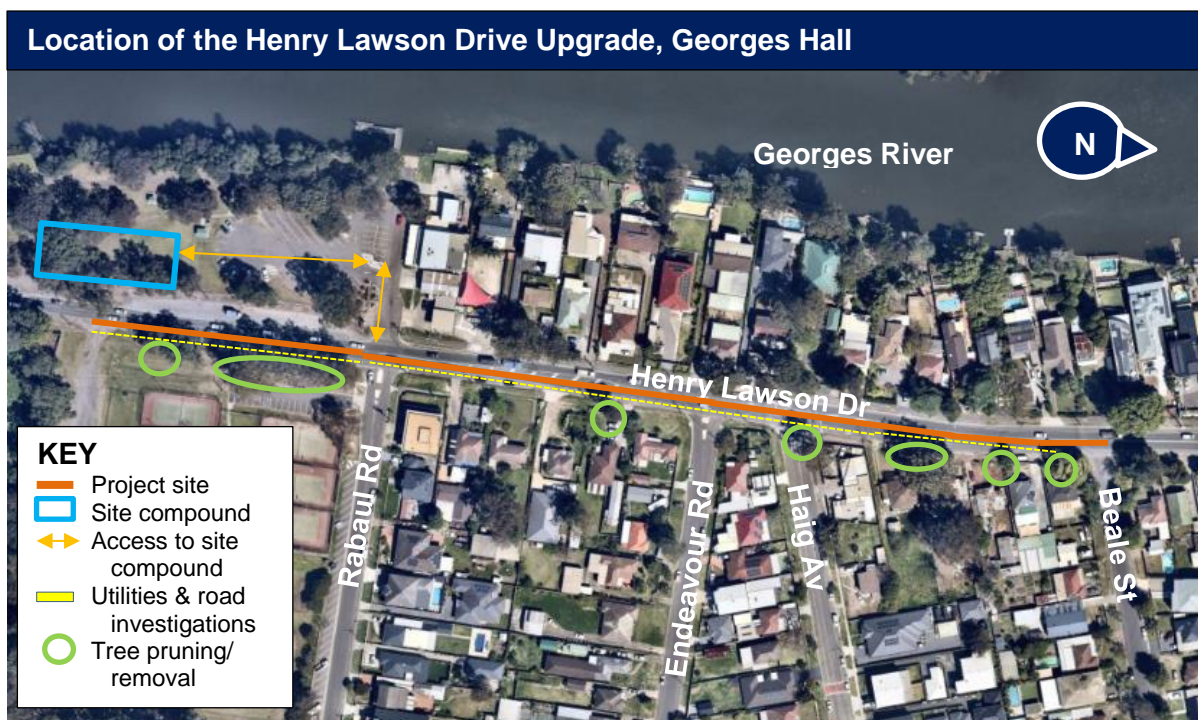 Location of the Henry Lawson Drive Upgrade, Georges Hall
N
Georges River
Henry Lawson Dr
Rabaul Rd
Endeavour Rd
Haig Av
Beale St
KEY
Project site
Site compound
Access to site
compound
Utilities & road
investigations
Tree pruning/
removal